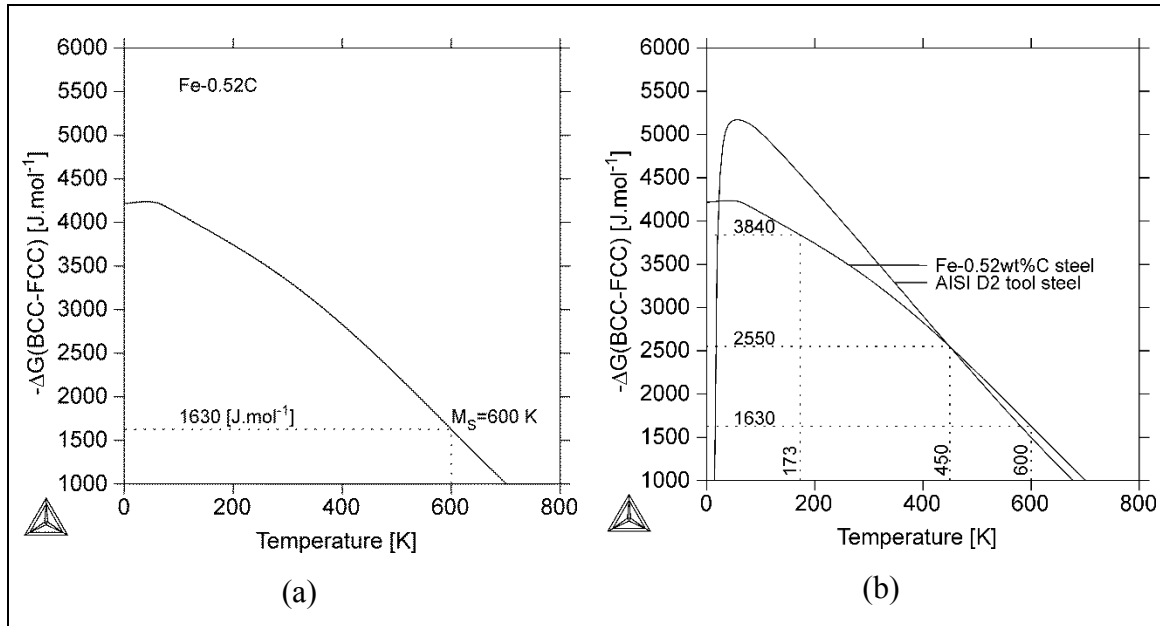 6000
5500
5000
4500
4000
3500
3000
2500
2000
1500
1000
-ΔG(BCC-FCC) [J.mol⁻¹]
Fe-0.52C
1630 [J.mol⁻¹]
M_S=600 K
0 200 400 600 800
Temperature [K]
(a)
6000
5500
5000
4500
4000
3500
3000
2500
2000
1500
1000
-ΔG(BCC-FCC) [J.mol⁻¹]
3840
Fe-0.52wt%C steel
AISI D2 tool steel
2550
1630
173
450
600
0 200 400 600 800
Temperature [K]
(b)